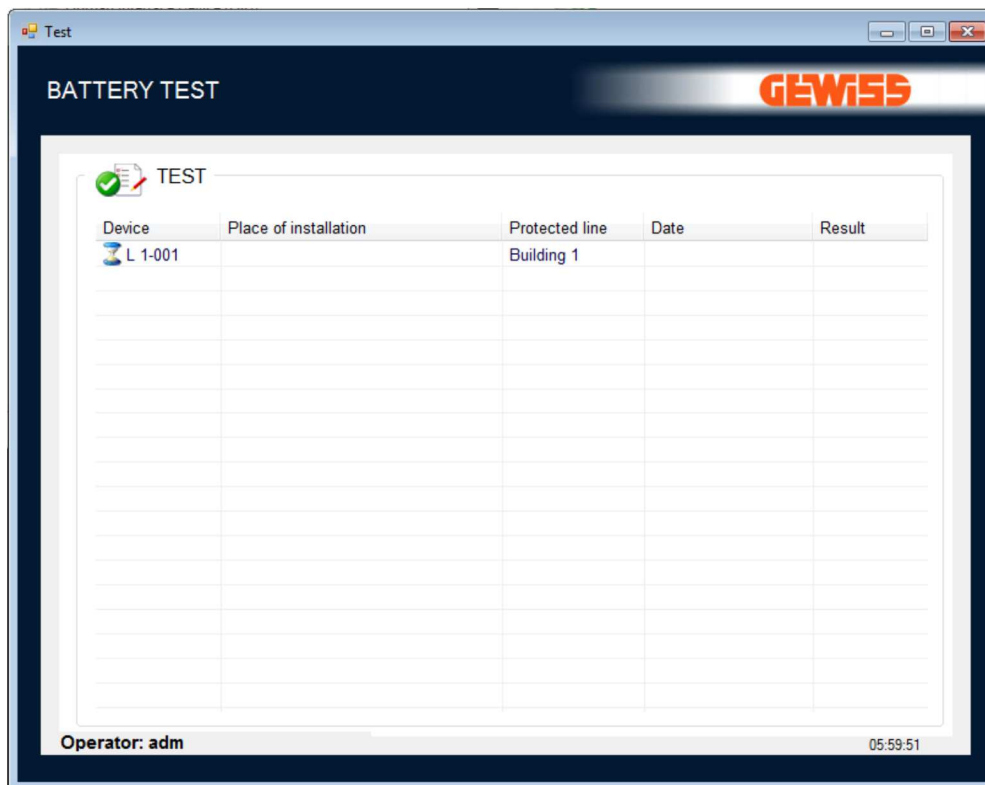 Test
BATTERY TEST
GEWiSS
TEST
Device Place of installation Protected line Date Result
L 1-001 Building 1
Operator: adm 05:59:51